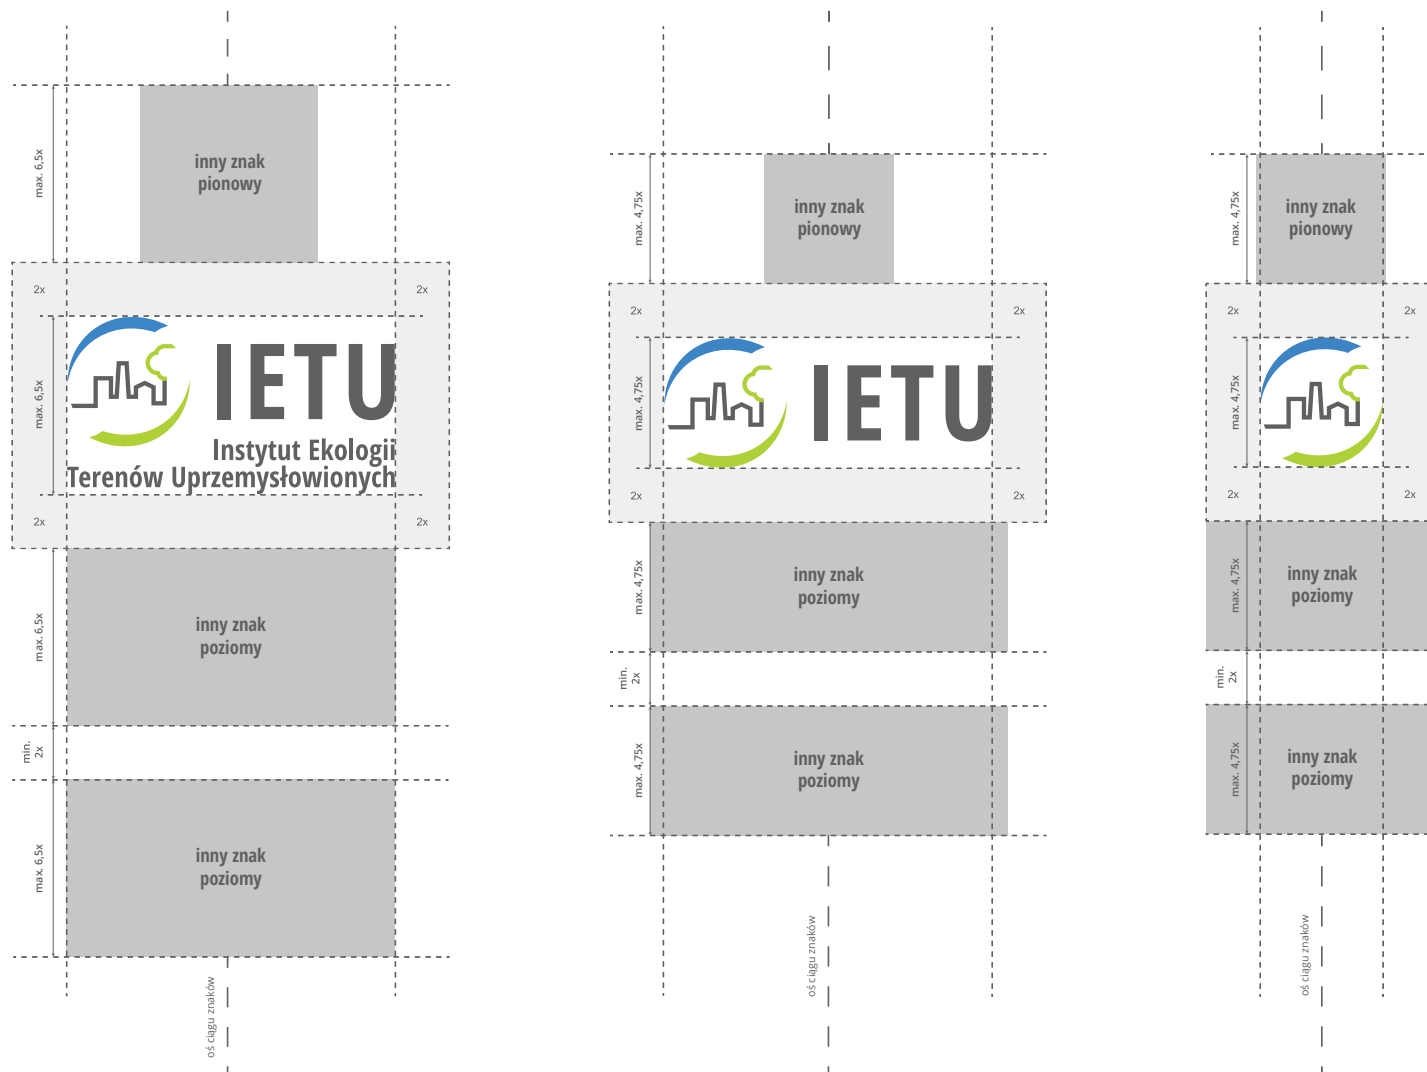 max. 6,5x
inny znak
pionowy
2x
2x
max. 6,5x
IETU
Instytut Ekologii
Terenów Uprzemysłowionych
2x
2x
max. 6,5x
inny znak
poziomy
min.
2x
max. 6,5x
inny znak
poziomy
oś ciągu znaków
max. 4,75x
inny znak
pionowy
2x
2x
max. 4,75x
IETU
2x
2x
max. 4,75x
inny znak
poziomy
min.
2x
max. 4,75x
inny znak
poziomy
oś ciągu znaków
max. 4,75x
inny znak
pionowy
2x
2x
max. 4,75x
2x
2x
max. 4,75x
inny znak
poziomy
min.
2x
max. 4,75x
inny znak
poziomy
oś ciągu znaków